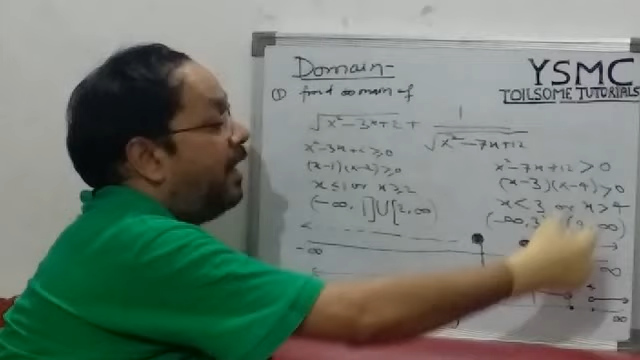 Domain-
YSMC
TOILSOME TUTORIALS
① find domain of
√x²-3x+2 + 1/√x²-7x+12
x²-3x+2≥0
(x-1)(x-2)≥0
x≤1 or x≥2
(-∞, 1]∪[2, ∞)
x²-7x+12>0
(x-3)(x-4)>0
x<3 or x>4
(-∞, 3 ∞)
-∞ ∞
∞